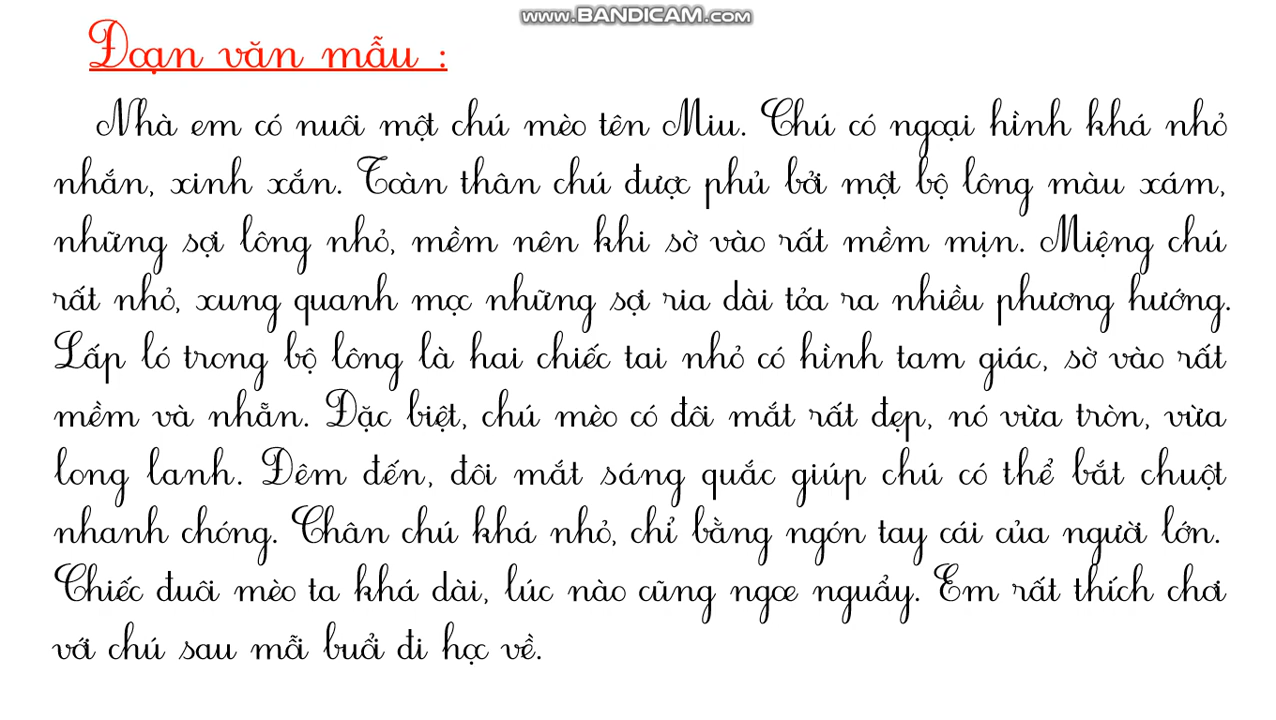 www.BANDICAM.com
Đoạn văn mẫu :
Nhà em có nuôi một chú mèo tên Miu. Chú có ngoại hình khá nhỏ
nhắn, xinh xắn. Toàn thân chú được phủ bởi một bộ lông màu xám,
những sợi lông nhỏ, mềm nên khi sờ vào rất mềm mịn. Miệng chú
rất nhỏ, xung quanh mọc những sợi ria dài tỏa ra nhiều phương hướng.
Lấp ló trong bộ lông là hai chiếc tai nhỏ có hình tam giác, sờ vào rất
mềm và nhẵn. Đặc biệt, chú mèo có đôi mắt rất đẹp, nó vừa tròn, vừa
long lanh. Đêm đến, đôi mắt sáng quắc giúp chú có thể bắt chuột
nhanh chóng. Chân chú khá nhỏ, chỉ bằng ngón tay cái của người lớn.
Chiếc đuôi mèo ta khá dài, lúc nào cũng ngoe nguẩy. Em rất thích chơi
với chú sau mỗi buổi đi học về.